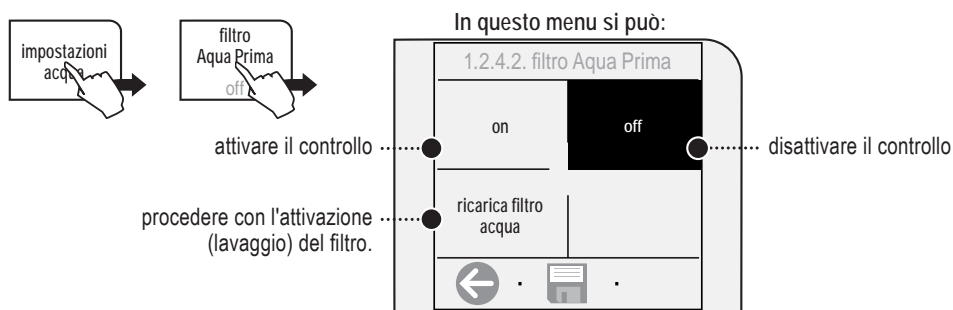 impostazioni
acqua
filtro
Aqua Prima
off
In questo menu si può:
1.2.4.2. filtro Aqua Prima
on
off
attivare il controllo
disattivare il controllo
ricarica filtro
acqua
procedere con l'attivazione
(lavaggio) del filtro.